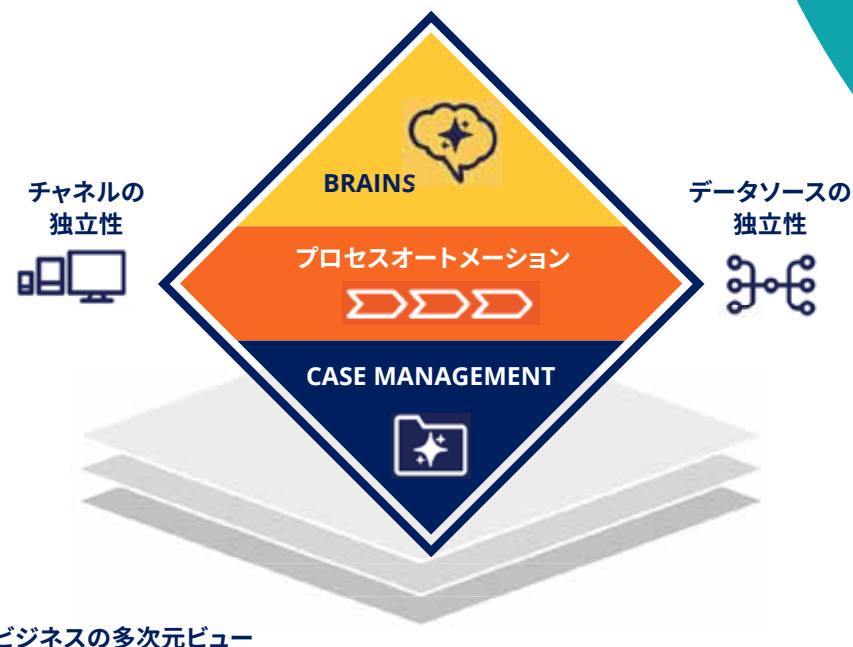 BRAINS
チャネルの
独立性
データソースの
独立性
プロセスオートメーション
CASE MANAGEMENT
ビジネスの多次元ビュー